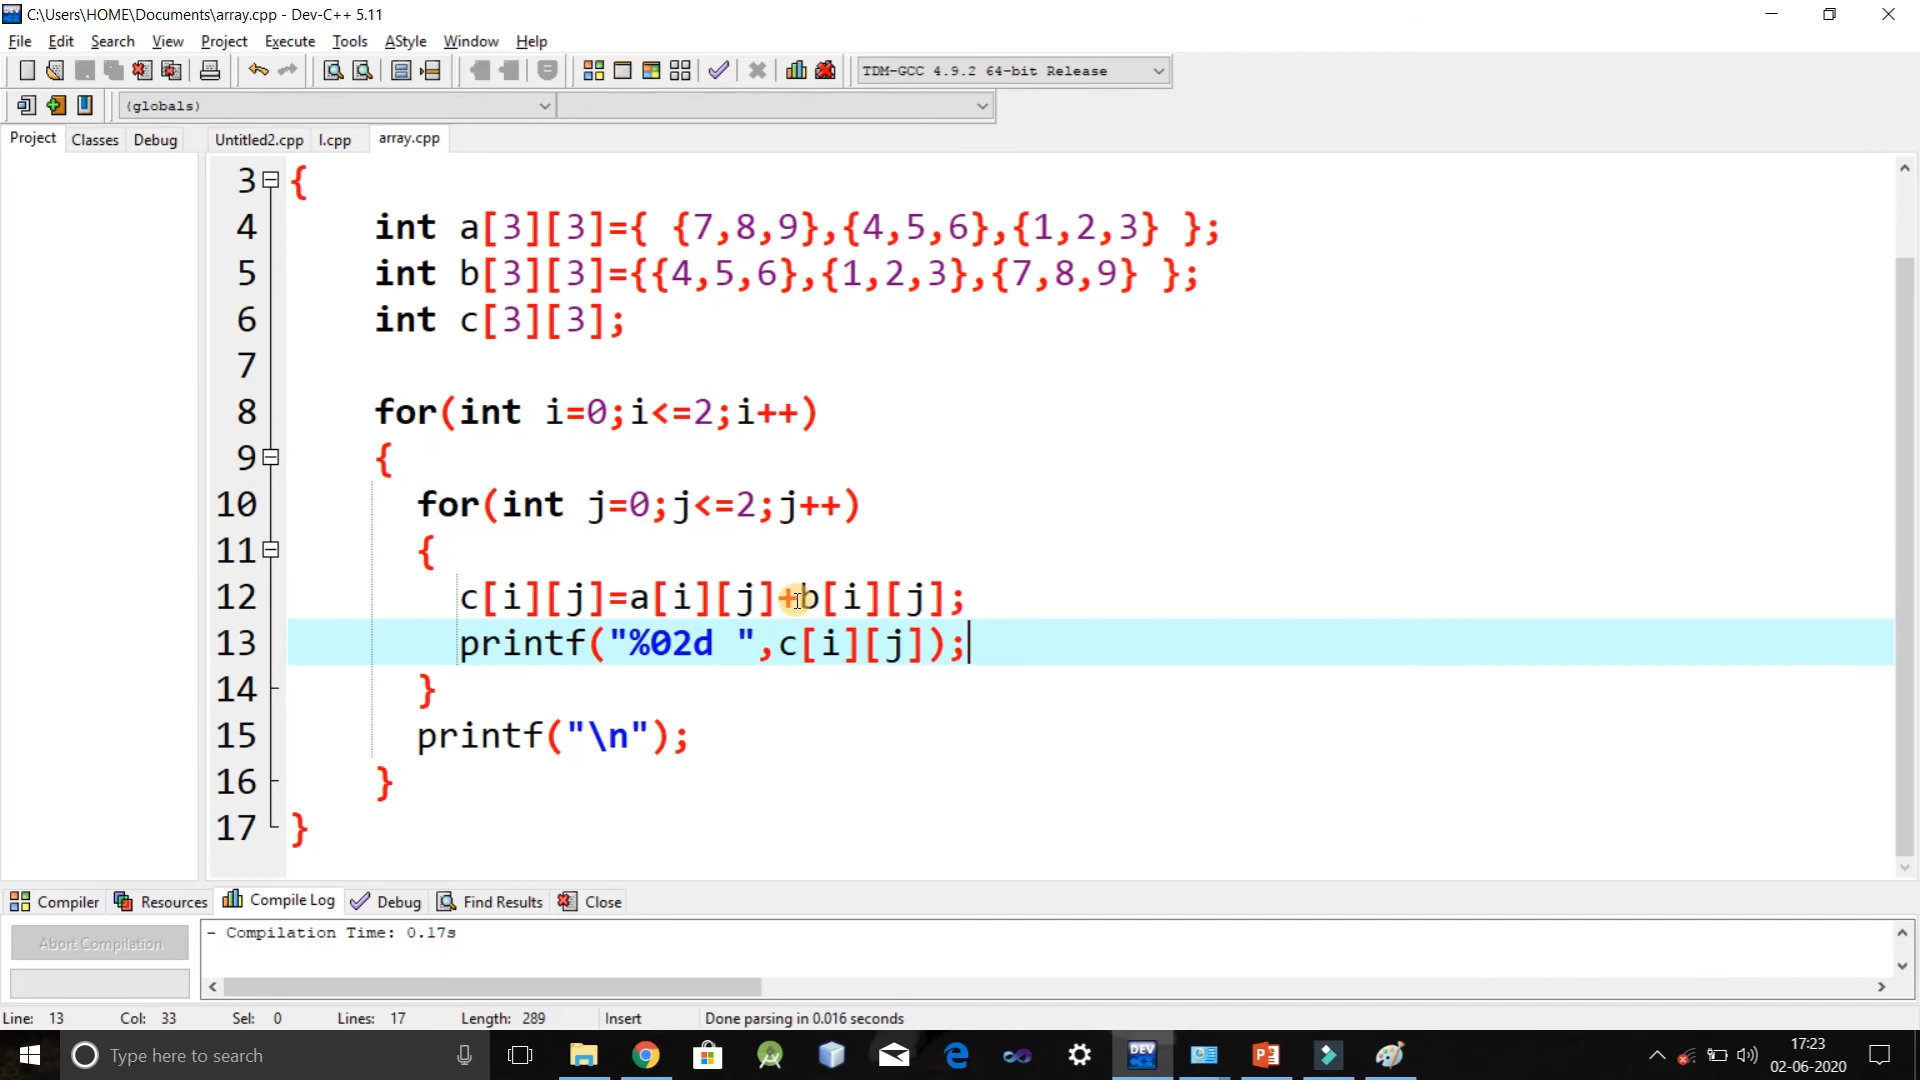 C:\Users\HOME\Documents\array.cpp - Dev-C++ 5.11
File Edit Search View Project Execute Tools AStyle Window Help
TDM-GCC 4.9.2 64-bit Release
(globals)
Project Classes Debug Untitled2.cpp l.cpp array.cpp
3 {
4 int a[3][3]={ {7,8,9},{4,5,6},{1,2,3} };
5 int b[3][3]={{4,5,6},{1,2,3},{7,8,9} };
6 int c[3][3];
7
8 for(int i=0;i<=2;i++)
9 {
10 for(int j=0;j<=2;j++)
11 {
12 c[i][j]=a[i][j]+b[i][j];
13 printf("%02d ",c[i][j]);
14 }
15 printf("\n");
16 }
17 }
Compiler Resources Compile Log Debug Find Results Close
Abort Compilation
- Compilation Time: 0.17s
Line: 13 Col: 33 Sel: 0 Lines: 17 Length: 289 Insert Done parsing in 0.016 seconds
Type here to search
DEV
17:23
02-06-2020